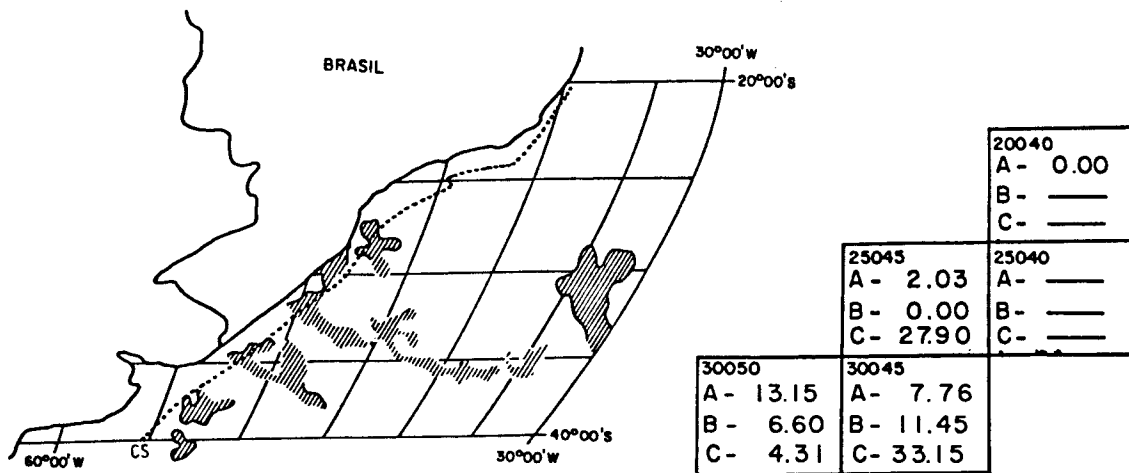 BRASIL
30°00'W
20°00'S
60°00'W
CS
30°00'W
40°00'S
20040
A- 0.00
B- —
C- —
25045
A- 2.03
B- 0.00
C- 27.90
25040
A- —
B- —
C- —
30050
A- 13.15
B- 6.60
C- 4.31
30045
A- 7.76
B- 11.45
C- 33.15